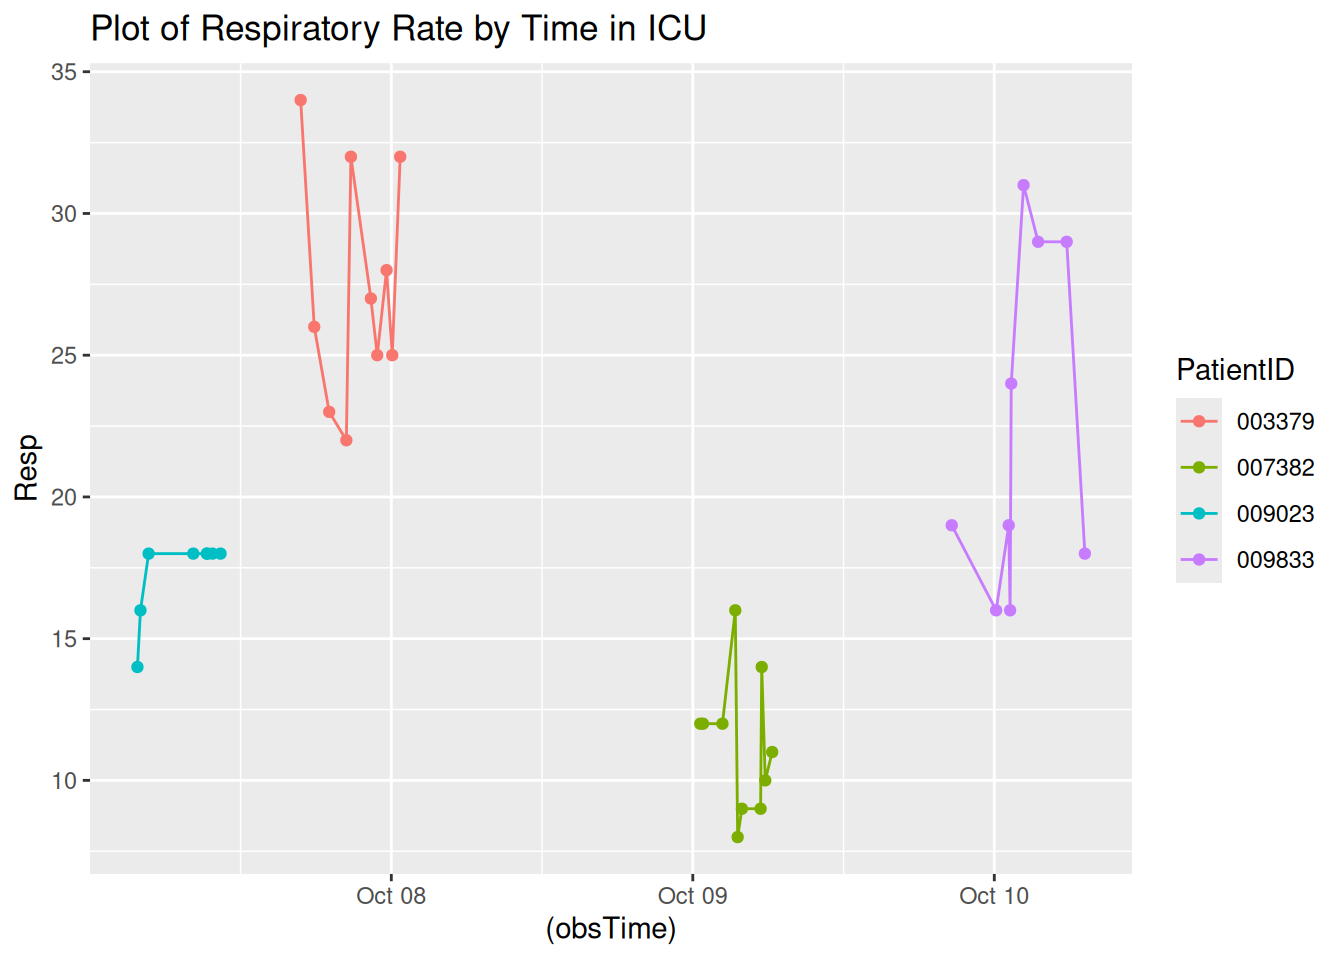 Plot of Respiratory Rate by Time in ICU
35
30
25
20
15
10
Resp
Oct 08
Oct 09
Oct 10
(obsTime)
PatientID
003379
007382
009023
009833